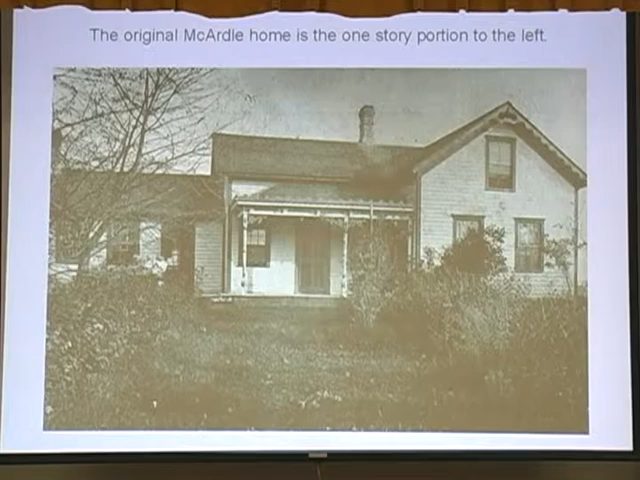 The original McArdle home is the one story portion to the left.